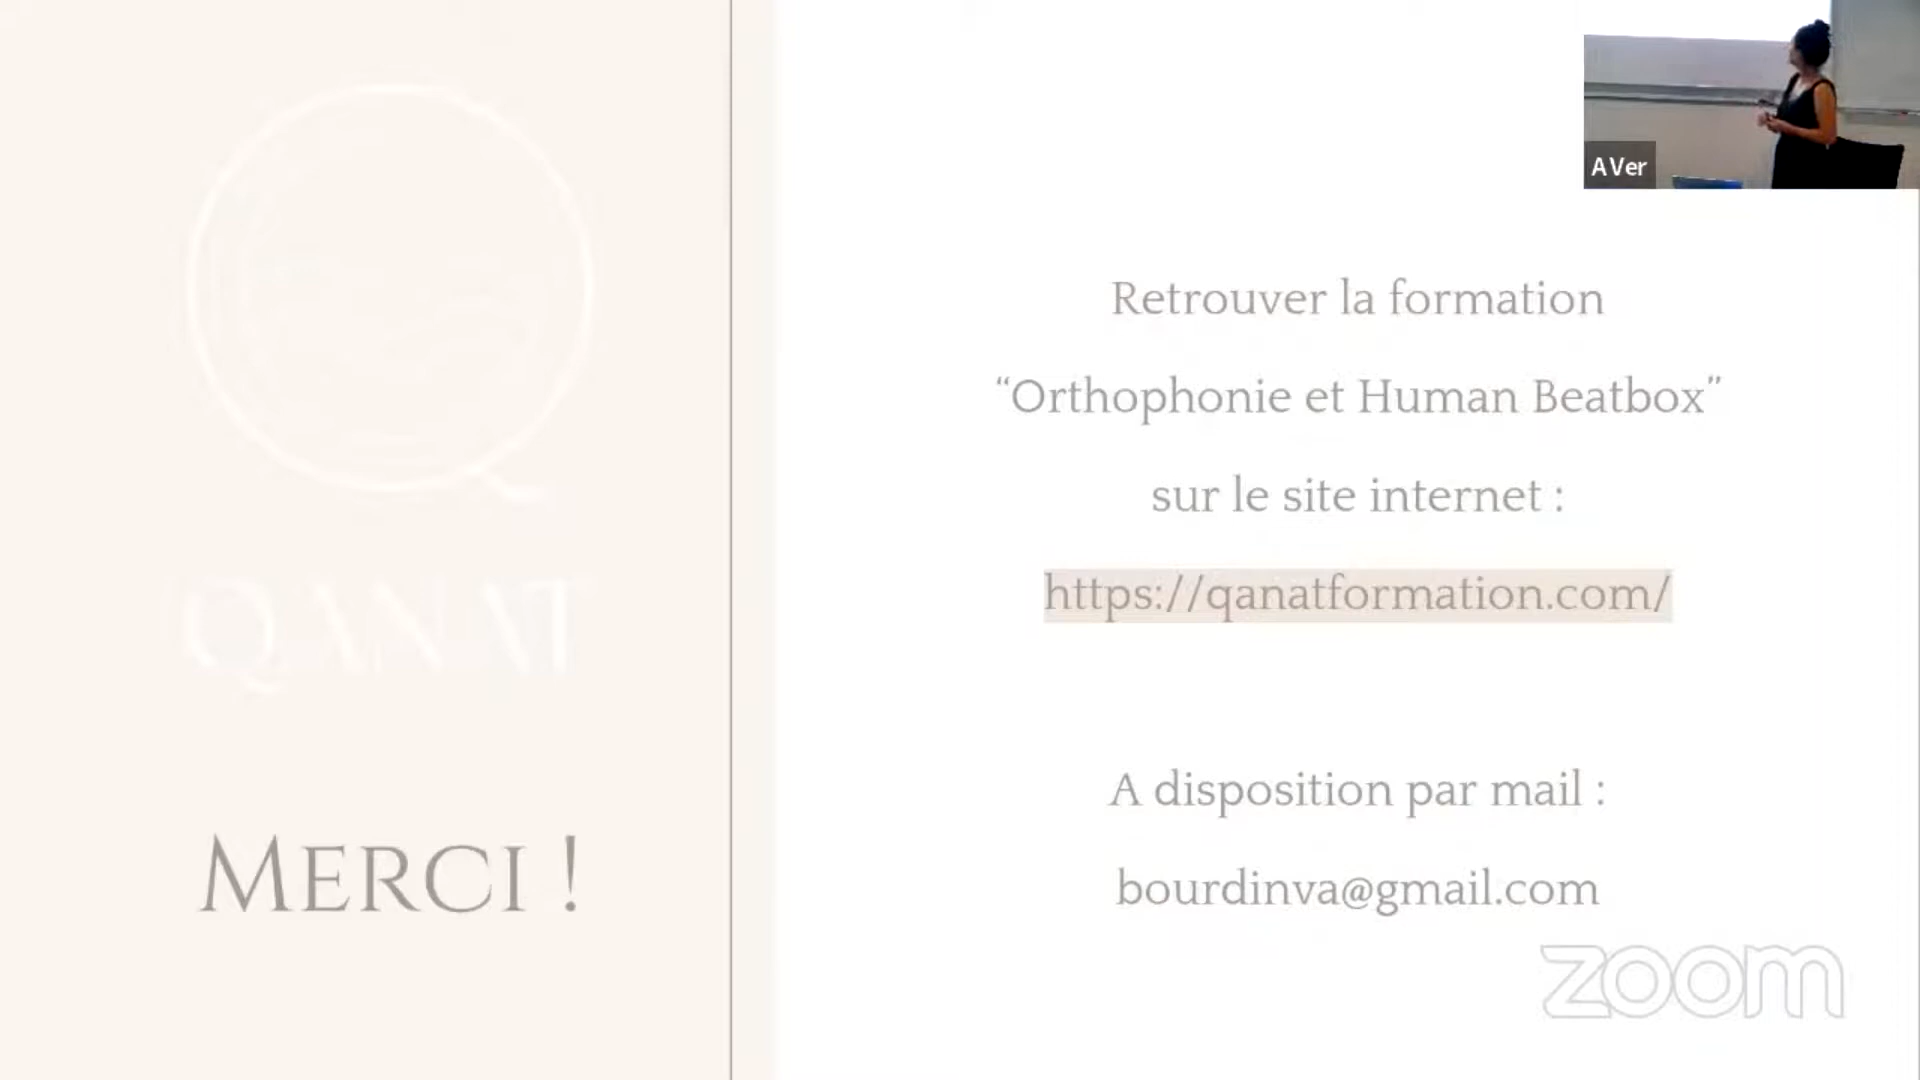 QANAT
MERCI !
Retrouver la formation
“Orthophonie et Human Beatbox”
sur le site internet :
https://qanatformation.com/
A disposition par mail :
bourdinva@gmail.com
A Ver
zoom